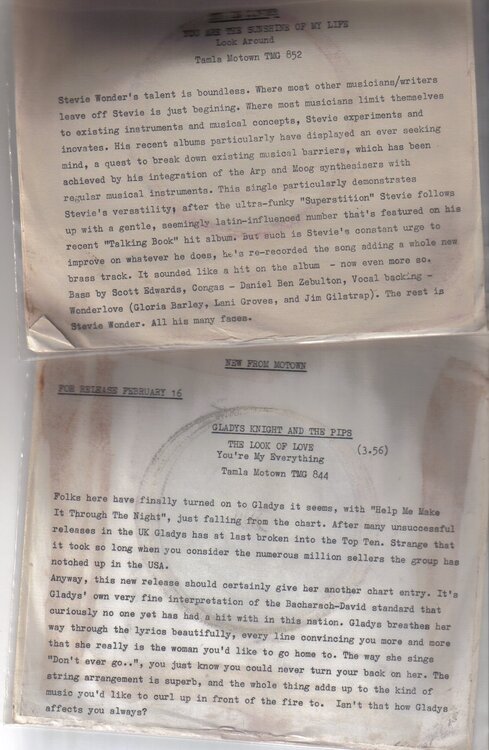 YOU ARE THE SUNSHINE OF MY LIFE
Look Around
Tamla Motown TMG 852
Stevie Wonder's talent is boundless. Where most other musicians/writers
leave off Stevie is just begining. Where most musicians limit themselves
to existing instruments and musical concepts, Stevie experiments and
inovates. His recent albums particularly have displayed an ever seeking
mind, a quest to break down existing musical barriers, which has been
achieved by his integration of the Arp and Moog synthesisers with
regular musical instruments. This single particularly demonstrates
Stevie's versatility, after the ultra-funky "Superstition" Stevie follows
up with a gentle, seemingly latin-influenced number that's featured on his
recent "Talking Book" hit album. But such is Stevie's constant urge to
improve on whatever he does, he's re-recorded the song adding a whole new
brass track. It sounded like a hit on the album - now even more so.
Bass by Scott Edwards, Congas - Daniel Ben Zebulton, Vocal backing -
Wonderlove (Gloria Barley, Lani Groves, and Jim Gilstrap). The rest is
Stevie Wonder. All his many faces.
NEW FROM MOTOWN
FOR RELEASE FEBRUARY 16
GLADYS KNIGHT AND THE PIPS
THE LOOK OF LOVE (3.56)
You're My Everything
Tamla Motown TMG 844
Folks here have finally turned on to Gladys it seems, with "Help Me Make
It Through The Night", just falling from the chart. After many unsuccessful
releases in the UK Gladys has at last broken into the Top Ten. Strange that
it took so long when you consider the numerous million sellers the group has
notched up in the USA.
Anyway, this new release should certainly give her another chart entry. It's
Gladys' own very fine interpretation of the Bacharach-David standard that
curiously no one yet has had a hit with in this nation. Gladys breathes her
way through the lyrics beautifully, every line convincing you more and more
that she really is the woman you'd like to go home to. The way she sings
"Don't ever go..", you just know you could never turn your back on her. The
string arrangement is superb, and the whole thing adds up to the kind of
music you'd like to curl up in front of the fire to. Isn't that how Gladys
affects you always?